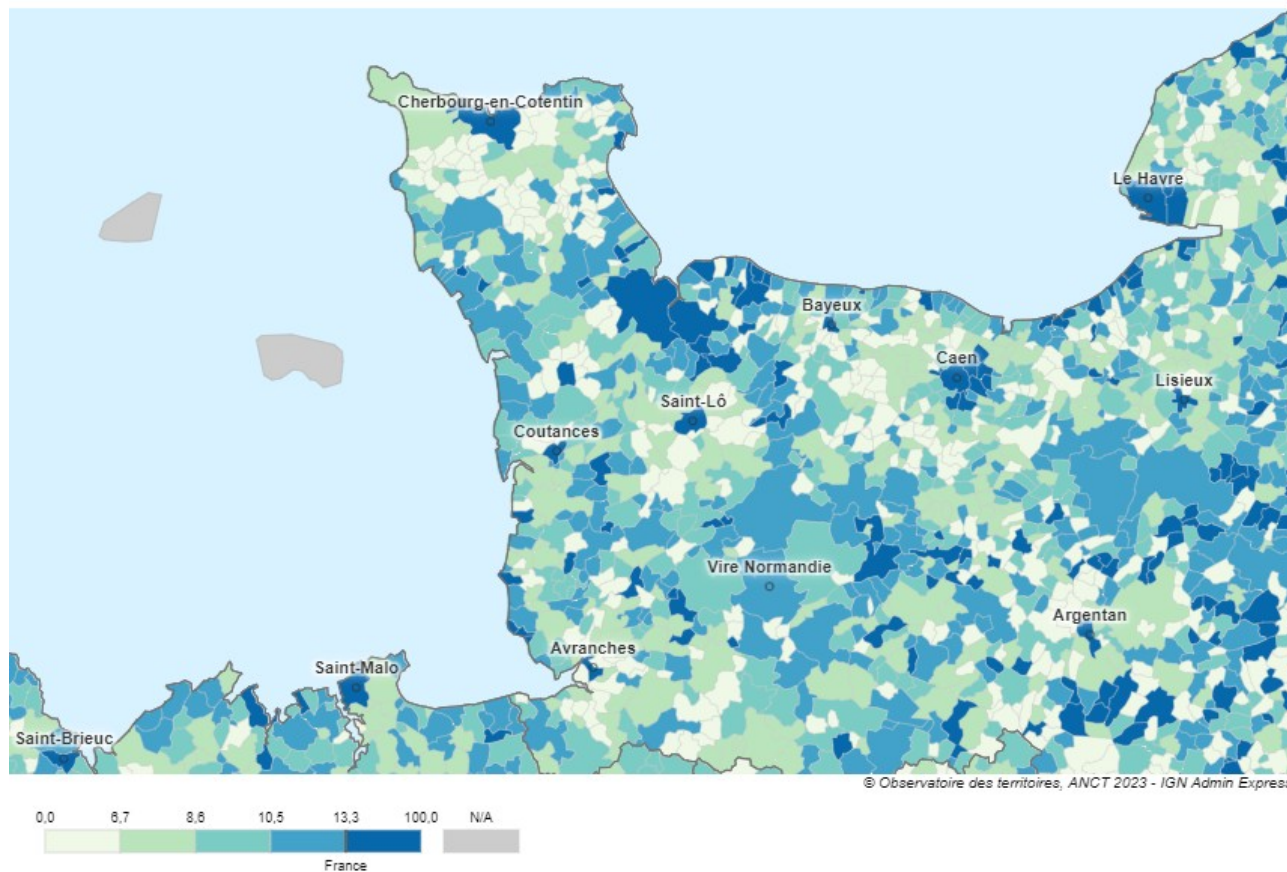 Cherbourg-en-Cotentin
Le Havre
Bayeux
Caen
Lisieux
Saint-Lô
Coutances
Vire Normandie
Argentan
Avranches
Saint-Malo
Saint-Brieuc
© Observatoire des territoires, ANCT 2023 - IGN Admin Express
0,0 6,7 8,6 10,5 13,3 100,0 N/A
France